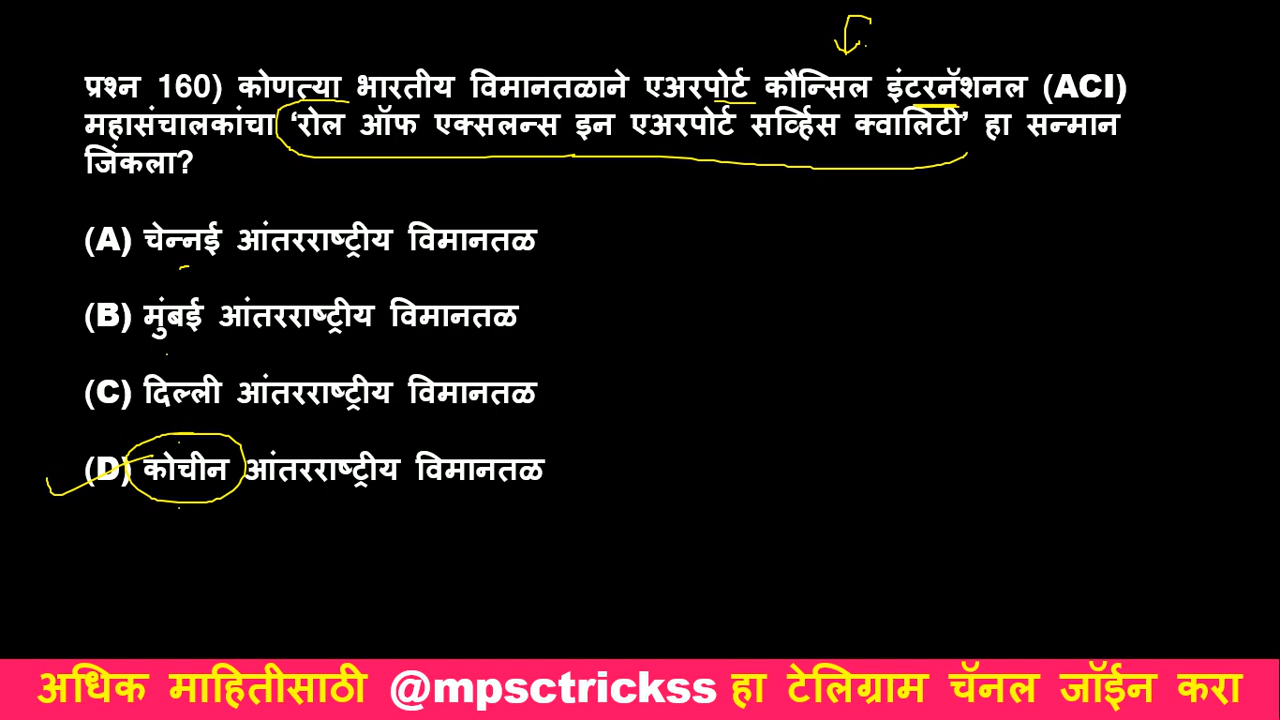 प्रश्न 160) कोणत्या भारतीय विमानतळाने एअरपोर्ट कौन्सिल इंटरनॅशनल (ACI)
महासंचालकांचा ‘रोल ऑफ एक्सलन्स इन एअरपोर्ट सर्व्हिस क्वालिटी’ हा सन्मान
जिंकला?
(A) चेन्नई आंतरराष्ट्रीय विमानतळ
(B) मुंबई आंतरराष्ट्रीय विमानतळ
(C) दिल्ली आंतरराष्ट्रीय विमानतळ
(D) कोचीन आंतरराष्ट्रीय विमानतळ
अधिक माहितीसाठी @mpsctrickss हा टेलिग्राम चॅनल जॉईन करा